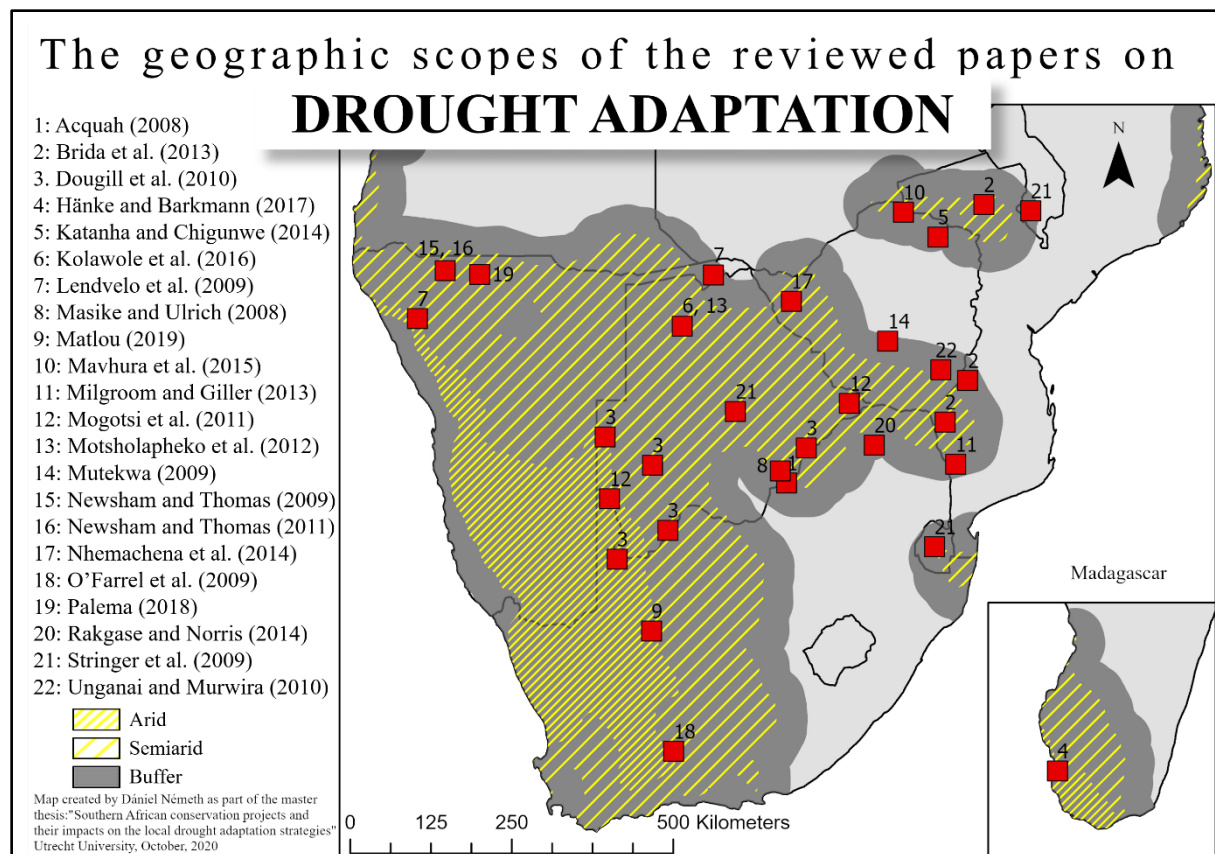 The geographic scopes of the reviewed papers on
DROUGHT ADAPTATION
1: Acquah (2008)
2: Brida et al. (2013)
3. Dougill et al. (2010)
4: Hänke and Barkmann (2017)
5: Katanha and Chigunwe (2014)
6: Kolawole et al. (2016)
7: Lendvelo et al. (2009)
8: Masike and Ulrich (2008)
9: Matlou (2019)
10: Mavhura et al. (2015)
11: Milgroom and Giller (2013)
12: Mogotsi et al. (2011)
13: Motsholapheko et al. (2012)
14: Mutekwa (2009)
15: Newsham and Thomas (2009)
16: Newsham and Thomas (2011)
17: Nhemachena et al. (2014)
18: O’Farrel et al. (2009)
19: Palema (2018)
20: Rakgase and Norris (2014)
21: Stringer et al. (2009)
22: Unganai and Murwira (2010)
Arid
Semiarid
Buffer
Map created by Dániel Németh as part of the master
thesis:"Southern African conservation projects and
their impacts on the local drought adaptation strategies"
Utrecht University, October, 2020
N
10
2
21
5
15, 16
19
7
7
17
6, 13
14
22
2
12
21
2
3
3
20
3
11
8
1
12
3
21
3
9
18
Madagascar
4
0 125 250 500 Kilometers